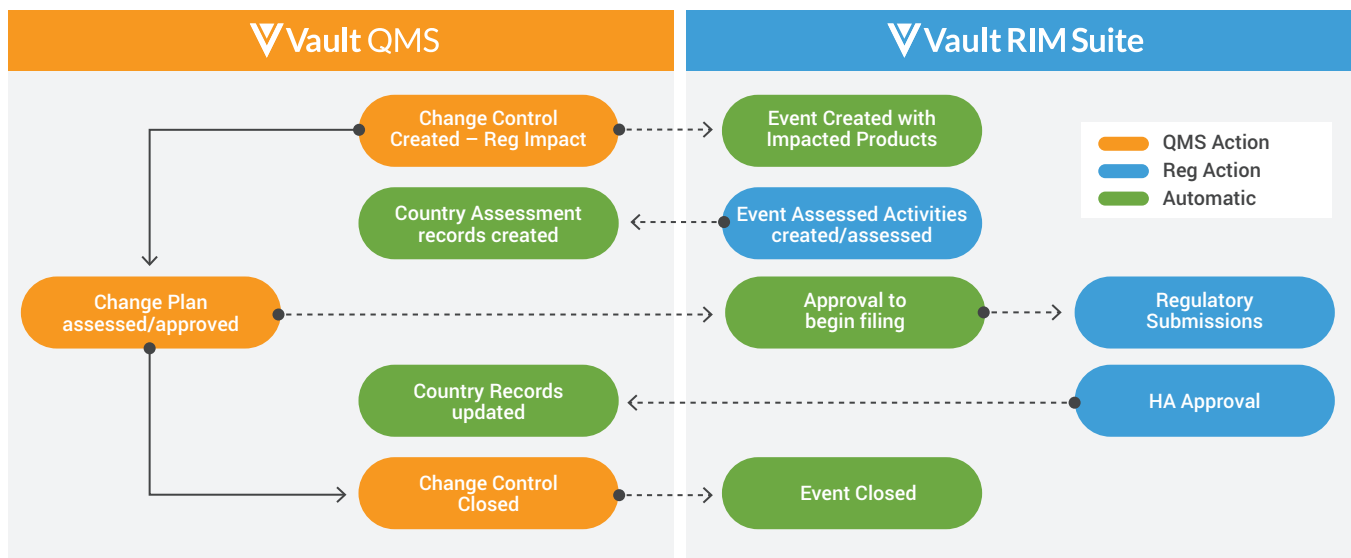 Vault QMS
Vault RIM Suite
Change Control
Created – Reg Impact
Event Created with
Impacted Products
QMS Action
Reg Action
Automatic
Country Assessment
records created
Event Assessed Activities
created/assessed
Change Plan
assessed/approved
Approval to
begin filing
Regulatory
Submissions
Country Records
updated
HA Approval
Change Control
Closed
Event Closed